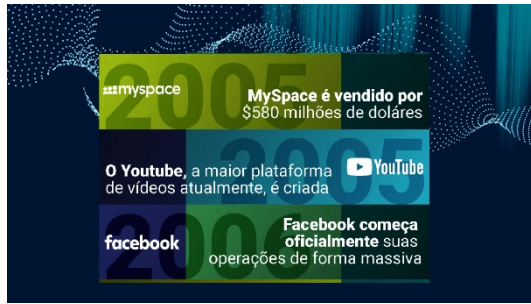 2005
myspace
MySpace é vendido por
$580 milhões de doláres
2005
O Youtube, a maior plataforma
de vídeos atualmente, é criada
YouTube
2006
facebook
Facebook começa
oficialmente suas
operações de forma massiva